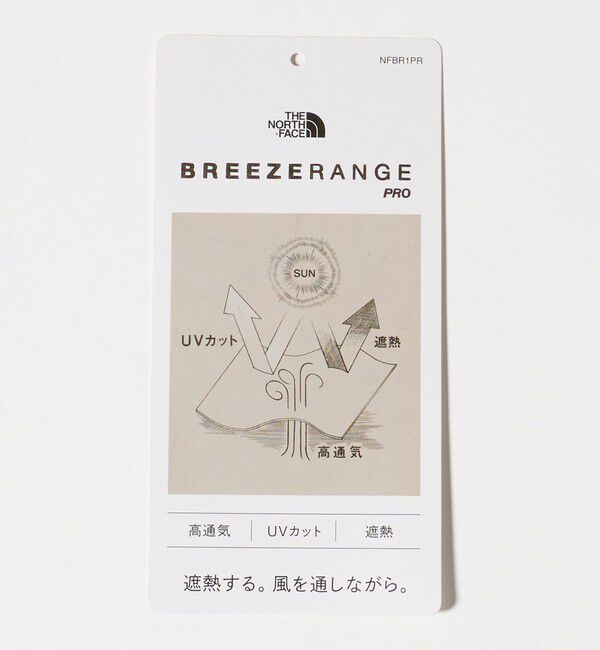 NFBR1PR
THE
NORTH
FACE
BREEZERANGE
PRO
SUN
UVカット
遮熱
高通気
高通気 UVカット 遮熱
遮熱する。風を通しながら。